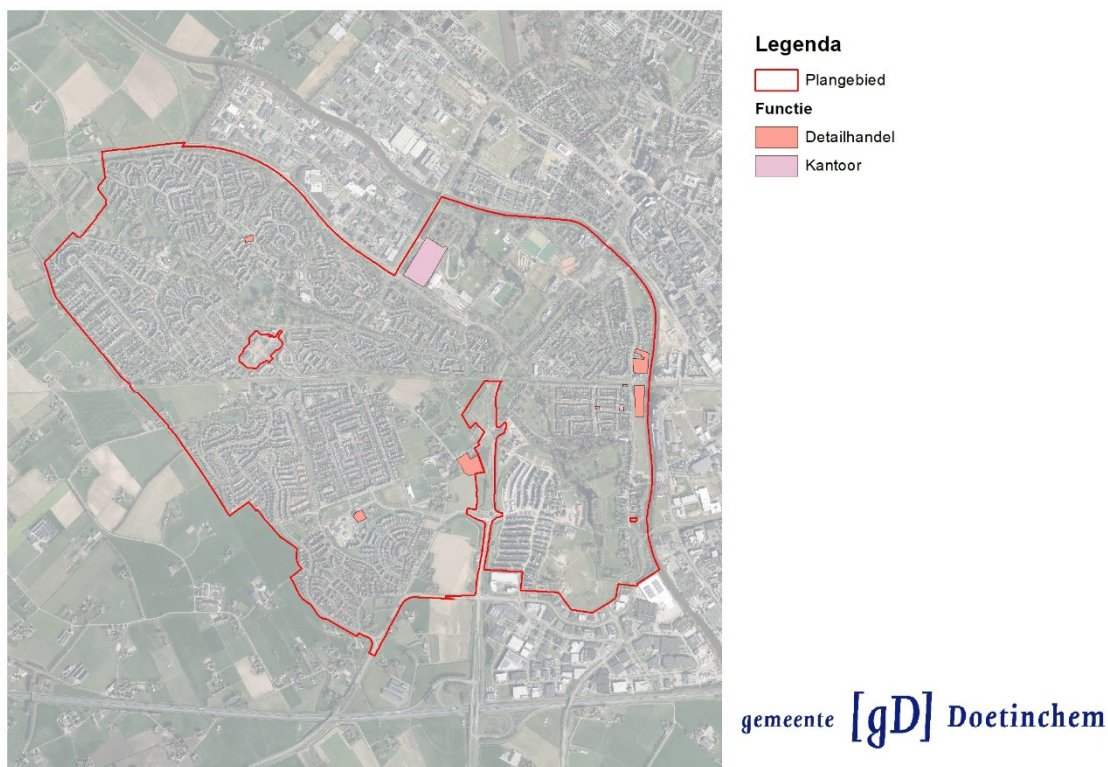 Legenda
Plangebied
Functie
Detailhandel
Kantoor
gemeente [gD] Doetinchem